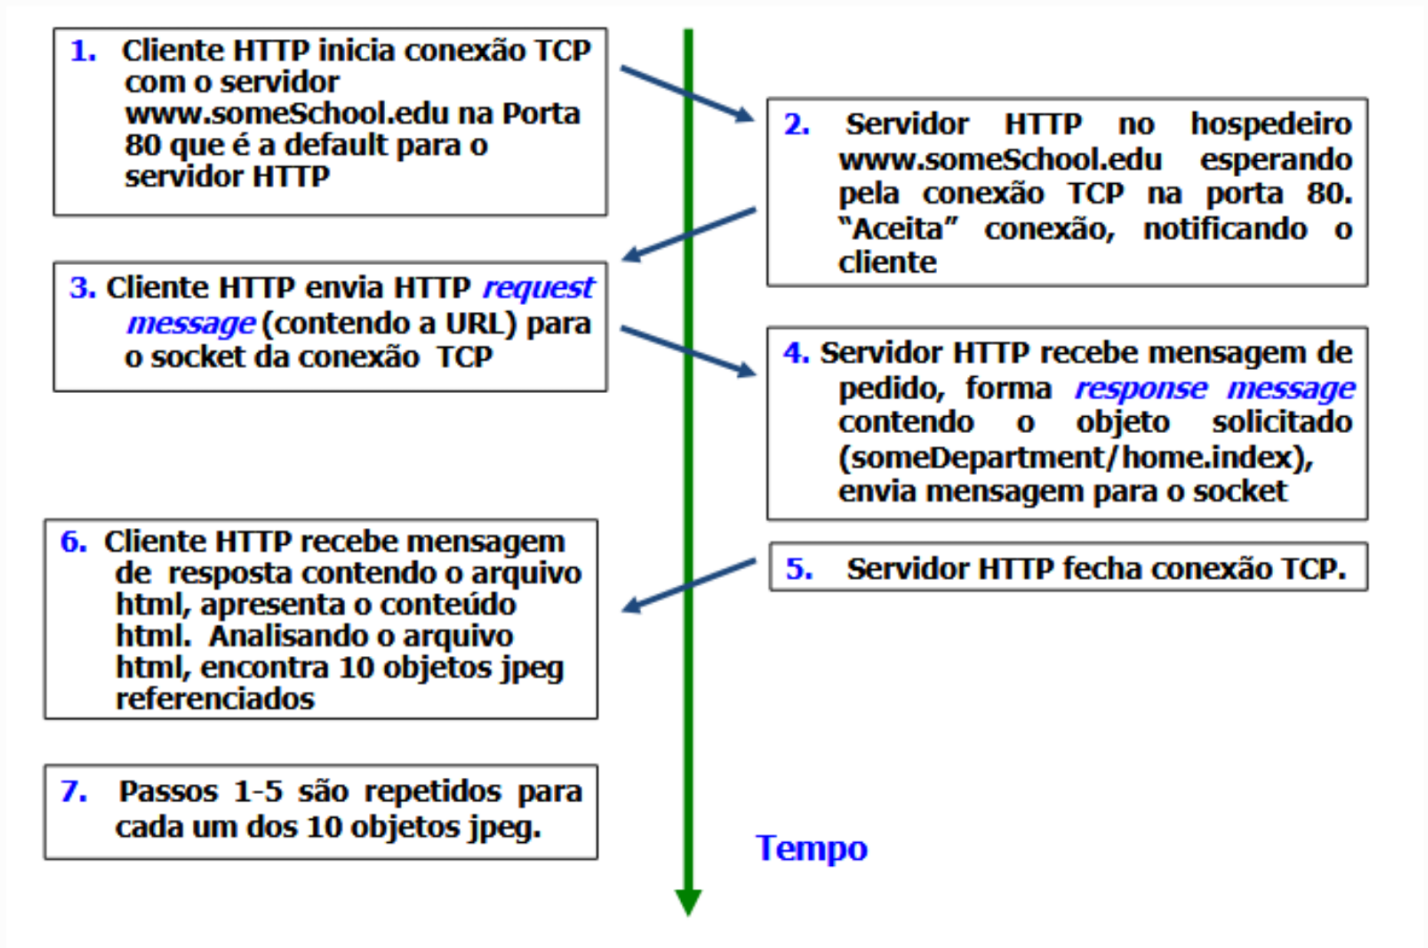 1. Cliente HTTP inicia conexão TCP
com o servidor
www.someSchool.edu na Porta
80 que é a default para o
servidor HTTP
2. Servidor HTTP no hospedeiro
www.someSchool.edu esperando
pela conexão TCP na porta 80.
“Aceita” conexão, notificando o
cliente
3. Cliente HTTP envia HTTP request
message (contendo a URL) para
o socket da conexão TCP
4. Servidor HTTP recebe mensagem de
pedido, forma response message
contendo o objeto solicitado
(someDepartment/home.index),
envia mensagem para o socket
5. Servidor HTTP fecha conexão TCP.
6. Cliente HTTP recebe mensagem
de resposta contendo o arquivo
html, apresenta o conteúdo
html. Analisando o arquivo
html, encontra 10 objetos jpeg
referenciados
7. Passos 1-5 são repetidos para
cada um dos 10 objetos jpeg.
Tempo